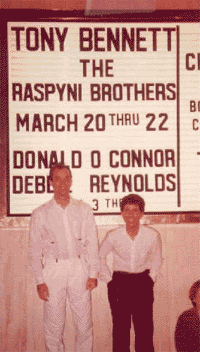 TONY BENNETT
THE
RASPYNI BROTHERS
MARCH 20 THRU 22
DONALD O CONNOR
DEB REYNOLDS
3 TH
C
B
C